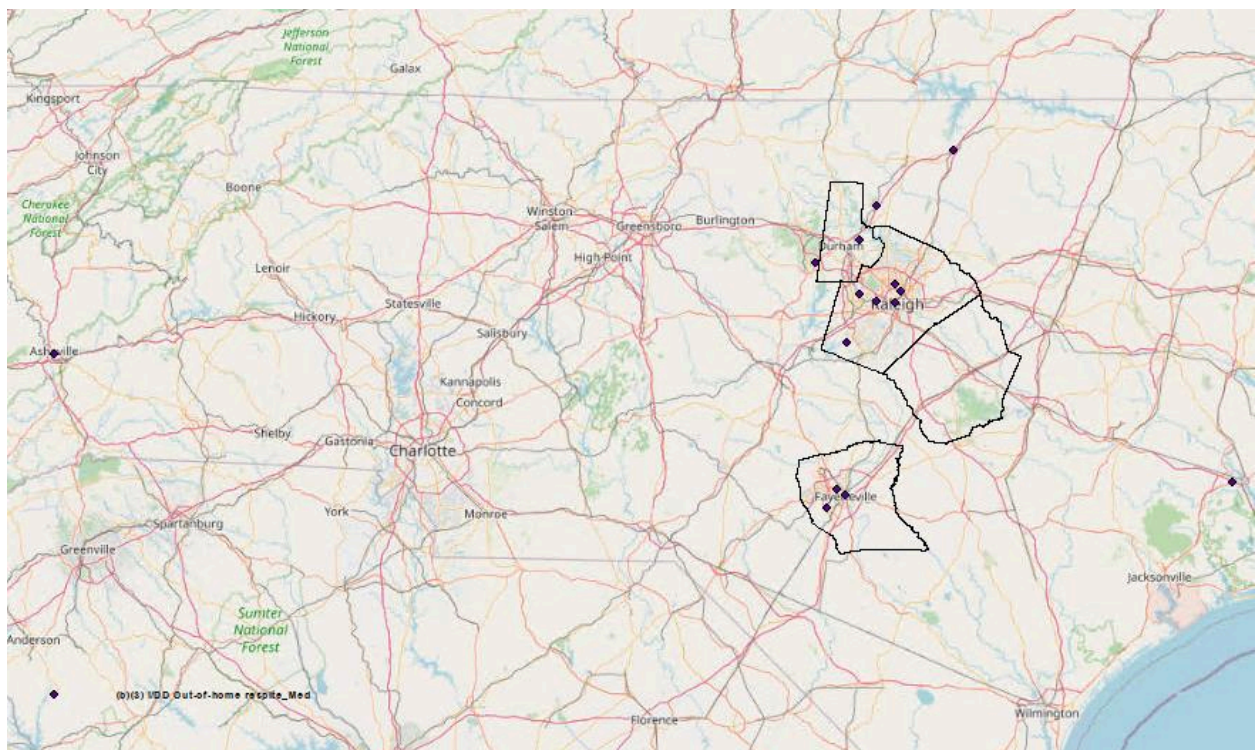 Jefferson
National
Forest
Galax
Kingsport
Johnson
City
Boone
Cherokee
National
Forest
Winston
Salem
Greensboro
Burlington
Durham
High Point
Lenoir
Statesville
Raleigh
Hickory
Salisbury
Asheville
Kannapolis
Concord
Shelby
Gastonia
Charlotte
Fayetteville
York
Monroe
Spartanburg
Greenville
Jacksonville
Sumter
National
Forest
Anderson
(b)(3) I/DD Out-of-home respite_Med
Florence
Wilmington